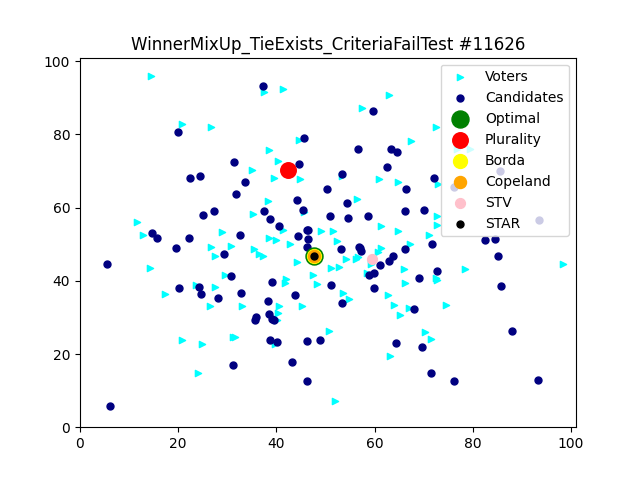 WinnerMixUp_TieExists_CriteriaFailTest #11626
100
80
60
40
20
0
0 20 40 60 80 100
Voters
Candidates
Optimal
Plurality
Borda
Copeland
STV
STAR